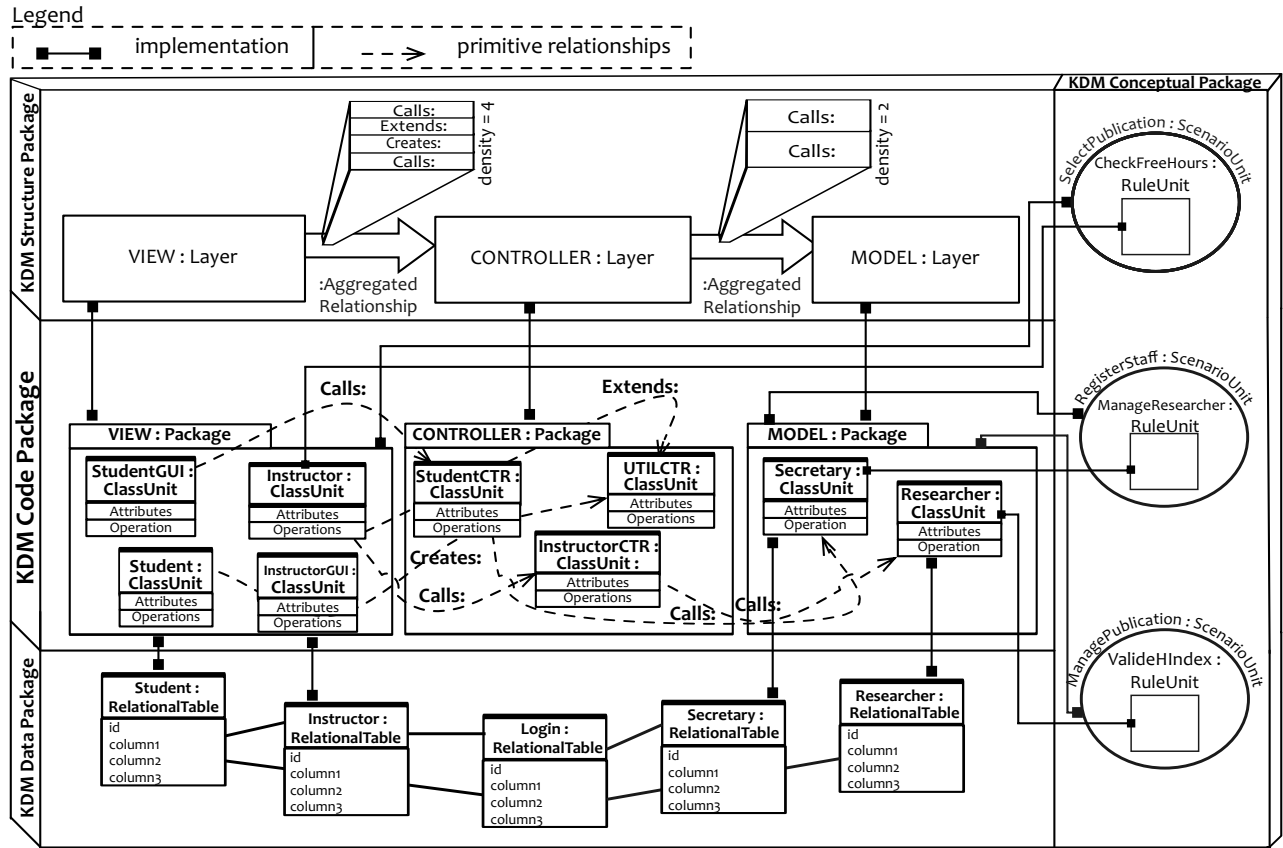 Legend
implementation
primitive relationships
KDM Structure Package
KDM Conceptual Package
Calls:
Extends:
Creates:
Calls:
density = 4
Calls:
Calls:
density = 2
VIEW : Layer
CONTROLLER : Layer
MODEL : Layer
:Aggregated
Relationship
:Aggregated
Relationship
SelectPublication : ScenarioUnit
CheckFreeHours :
RuleUnit
KDM Code Package
Calls:
Extends:
VIEW : Package
CONTROLLER : Package
MODEL : Package
StudentGUI :
ClassUnit
Attributes
Operation
Instructor :
ClassUnit
Attributes
Operations
StudentCTR :
ClassUnit
Attributes
Operations
UTILCTR :
ClassUnit
Attributes
Operations
Secretary :
ClassUnit
Attributes
Operation
Researcher :
ClassUnit
Attributes
Operation
Student :
ClassUnit
Attributes
Operations
InstructorGUI :
ClassUnit
Attributes
Operations
Creates:
Calls:
InstructorCTR :
ClassUnit :
Attributes
Operations
Calls:
Calls:
RegisterStaff : ScenarioUnit
ManageResearcher :
RuleUnit
KDM Data Package
Student :
RelationalTable
id
column1
column2
column3
Instructor :
RelationalTable
id
column1
column2
column3
Login :
RelationalTable
id
column1
column2
column3
Secretary :
RelationalTable
id
column1
column2
column3
Researcher :
RelationalTable
id
column1
column2
column3
ManagePublication : ScenarioUnit
ValideHIndex :
RuleUnit